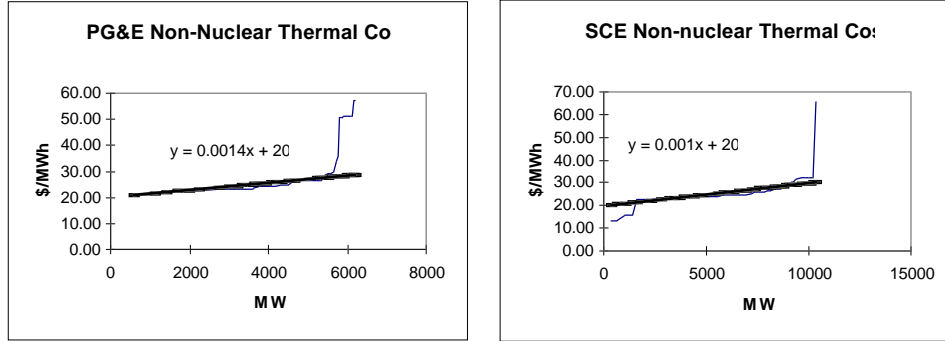 PG&E Non-Nuclear Thermal Co
60.00
50.00
40.00
30.00
20.00
10.00
0.00
$/MWh
y = 0.0014x + 20
0 2000 4000 6000 8000
MW
SCE Non-nuclear Thermal Cos
70.00
60.00
50.00
40.00
30.00
20.00
10.00
0.00
$/MWh
y = 0.001x + 20
0 5000 10000 15000
MW